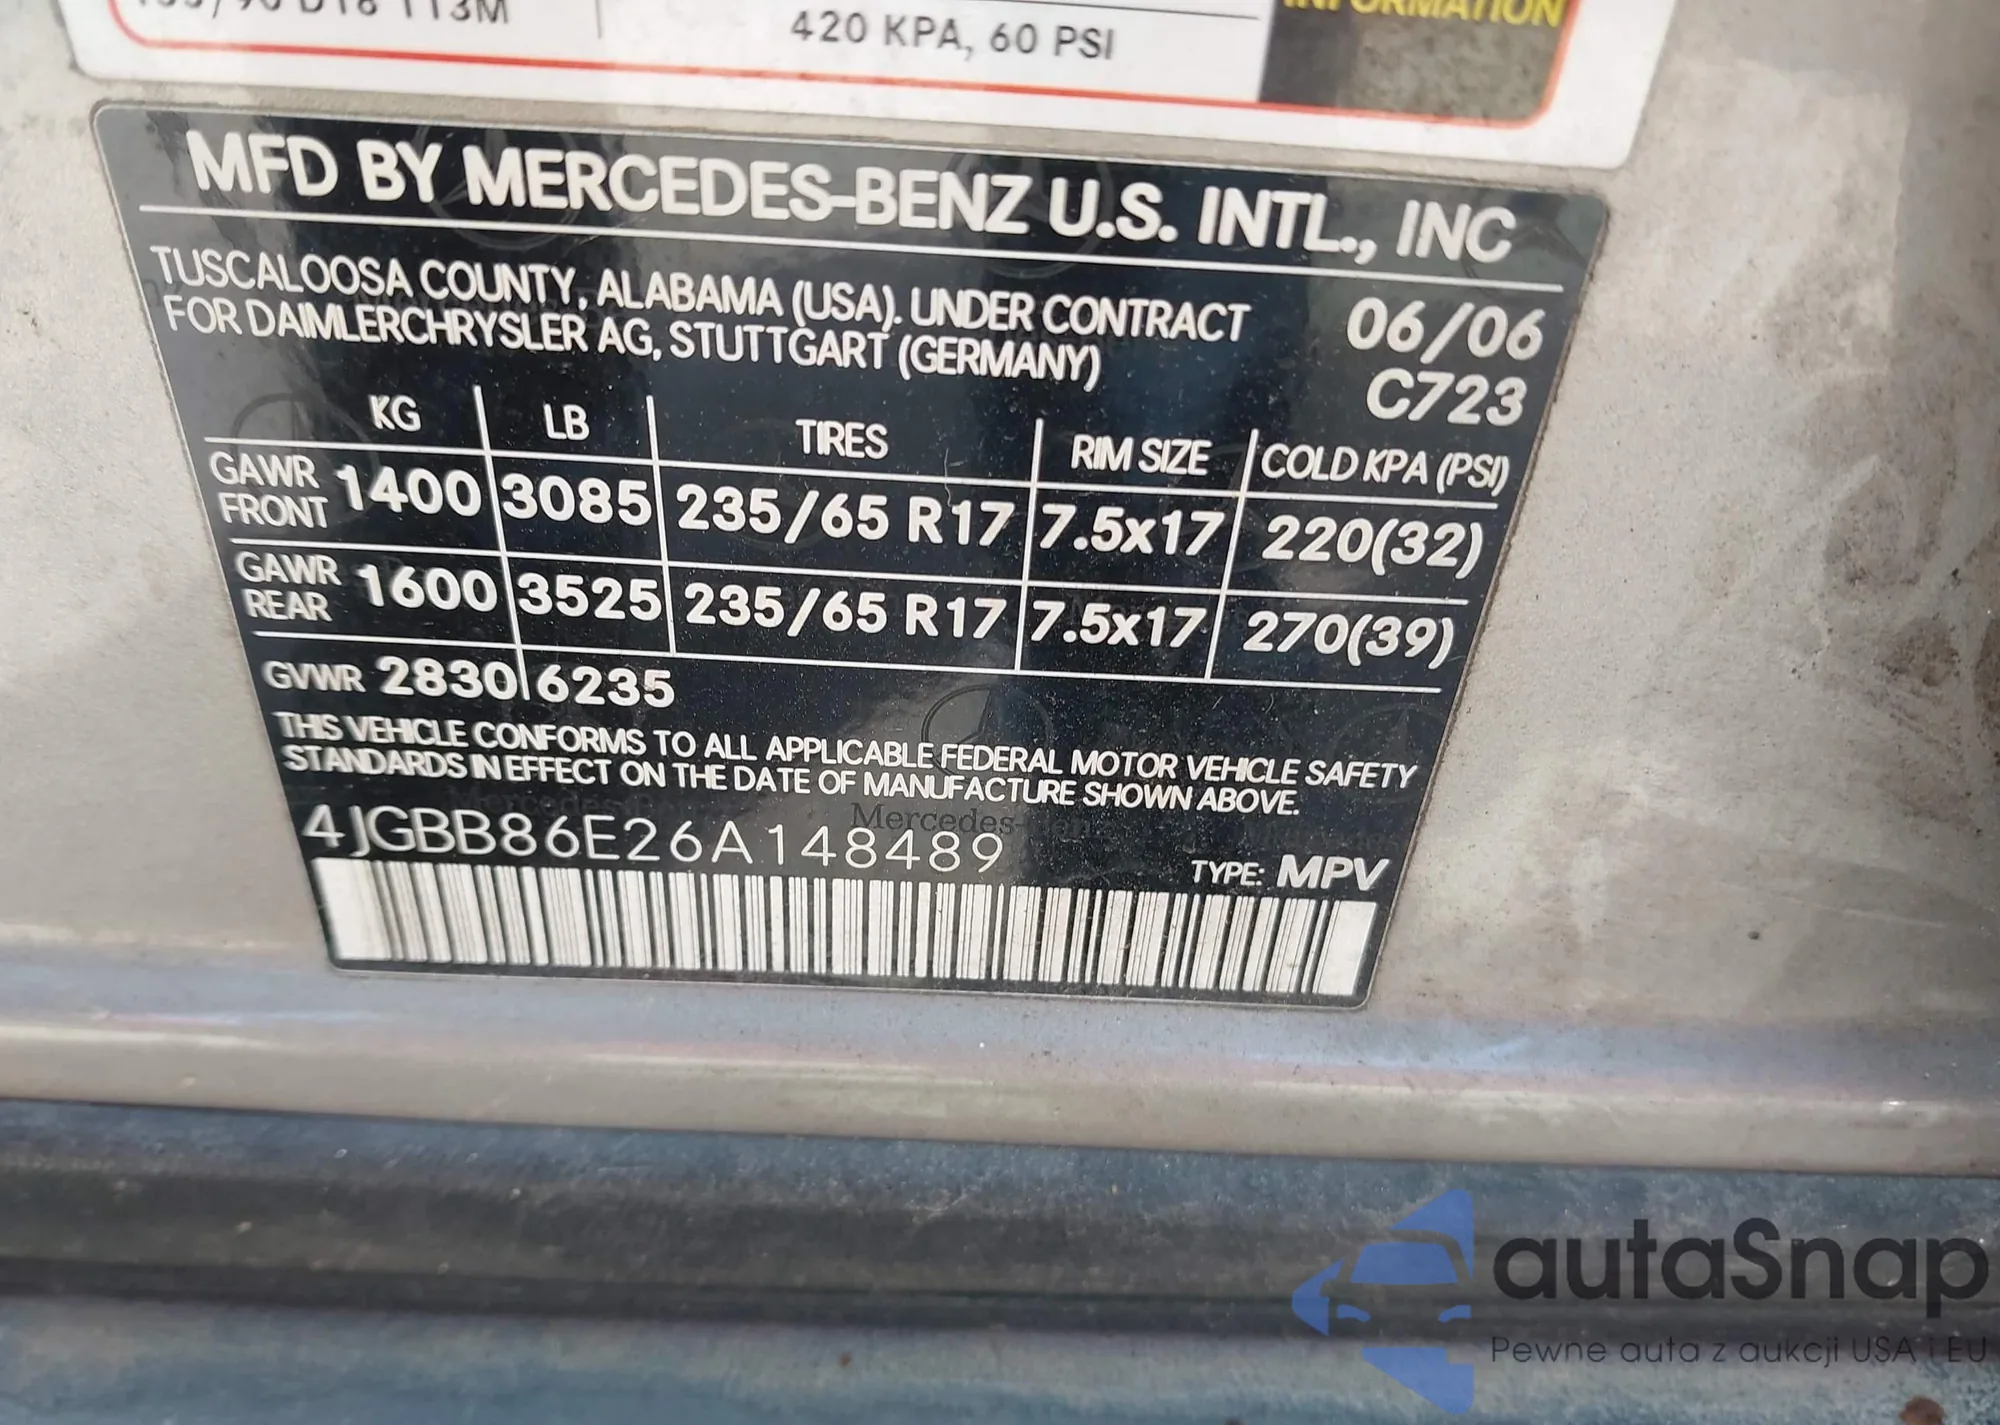 D18 113M
420 KPA, 60 PSI
INFORMATION
MFD BY MERCEDES-BENZ U.S. INTL., INC
TUSCALOOSA COUNTY, ALABAMA (USA). UNDER CONTRACT
FOR DAIMLERCHRYSLER AG, STUTTGART (GERMANY)
06/06
C723
KG LB TIRES RIM SIZE COLD KPA (PSI)
GAWR FRONT 1400 3085 235/65 R17 7.5x17 220(32)
GAWR REAR 1600 3525 235/65 R17 7.5x17 270(39)
GVWR 2830 6235
THIS VEHICLE CONFORMS TO ALL APPLICABLE FEDERAL MOTOR VEHICLE SAFETY
STANDARDS IN EFFECT ON THE DATE OF MANUFACTURE SHOWN ABOVE.
4JGBB86E26A148489
TYPE: MPV
autaSnap
Pewne auta z aukcji USA i EU